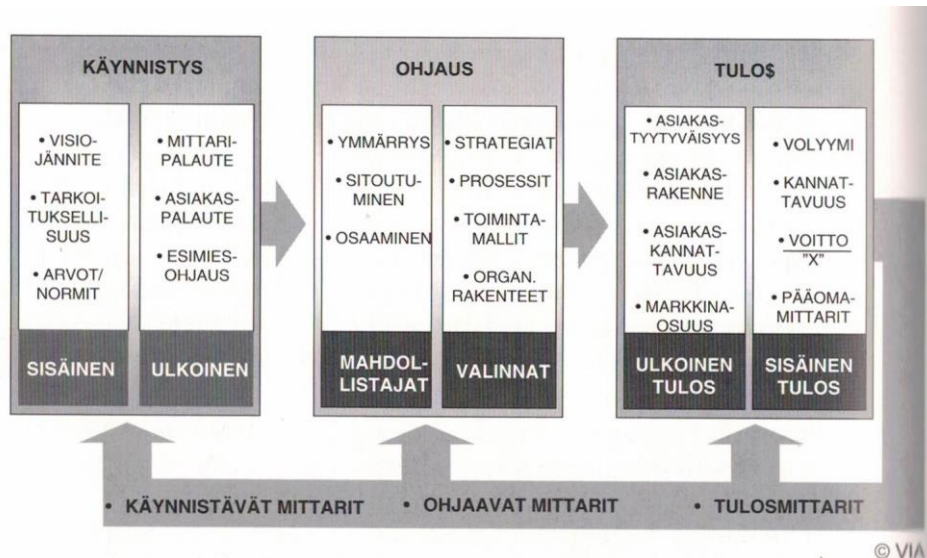 KÄYNNISTYS
• VISIO-
JÄNNITE
• TARKOI-
TUKSELLI-
SUUS
• ARVOT/
NORMIT
SISÄINEN
• MITTARI-
PALAUTE
• ASIAKAS-
PALAUTE
• ESIMIES-
OHJAUS
ULKOINEN
OHJAUS
• YMMÄRRYS
• SITOUTU-
MINEN
• OSAAMINEN
MAHDOL-
LISTAJAT
• STRATEGIAT
• PROSESSIT
• TOIMINTA-
MALLIT
• ORGAN.
RAKENTEET
VALINNAT
TULO$
• ASIAKAS-
TYYTYVÄISYYS
• ASIAKAS-
RAKENNE
• ASIAKAS-
KANNAT-
TAVUUS
• MARKKINA-
OSUUS
ULKOINEN
TULOS
• VOLYYMI
• KANNAT-
TAVUUS
• VOITTO
"X"
• PÄÄOMA-
MITTARIT
SISÄINEN
TULOS
• KÄYNNISTÄVÄT MITTARIT
• OHJAAVAT MITTARIT
• TULOSMITTARIT
© VIA